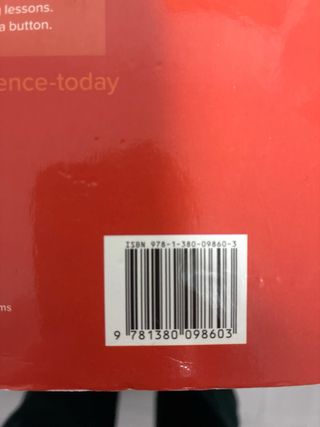 lessons.
a button.
ence-today
ISBN 978-1-380-09860-3
ms
9 781380 098603